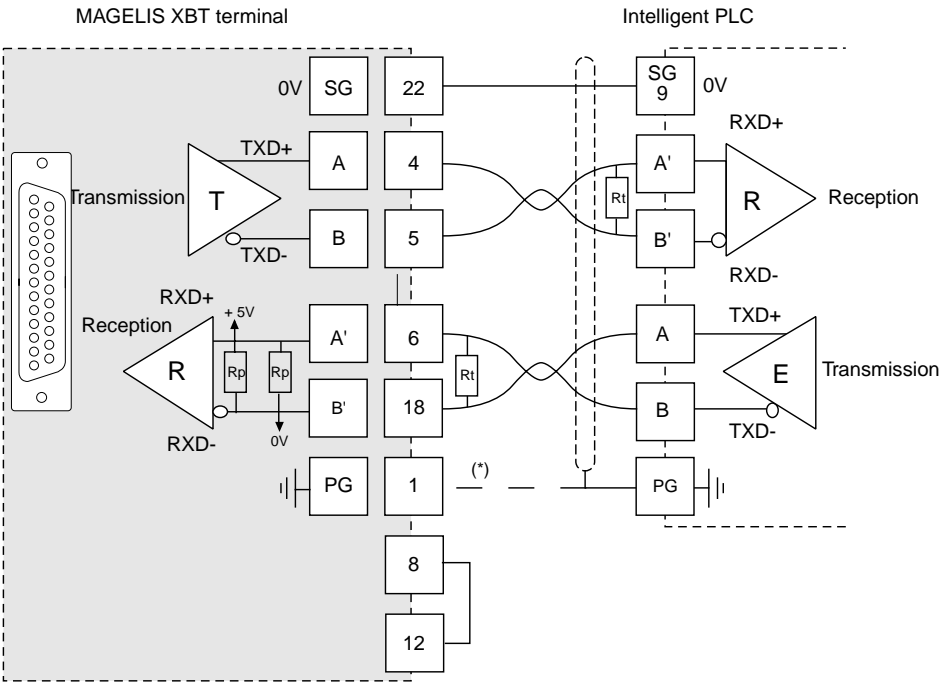 MAGELIS XBT terminal
Intelligent PLC
0V SG 22 SG 9 0V
RXD+
TXD+ A 4 A'
Transmission T Rt R Reception
B 5 B'
TXD-
RXD-
RXD+
+ 5V
TXD+
Reception A' 6 A
R Rp Rp Rt E Transmission
B' 18 B
RXD- 0V TXD-
PG 1 (*) PG
8
12